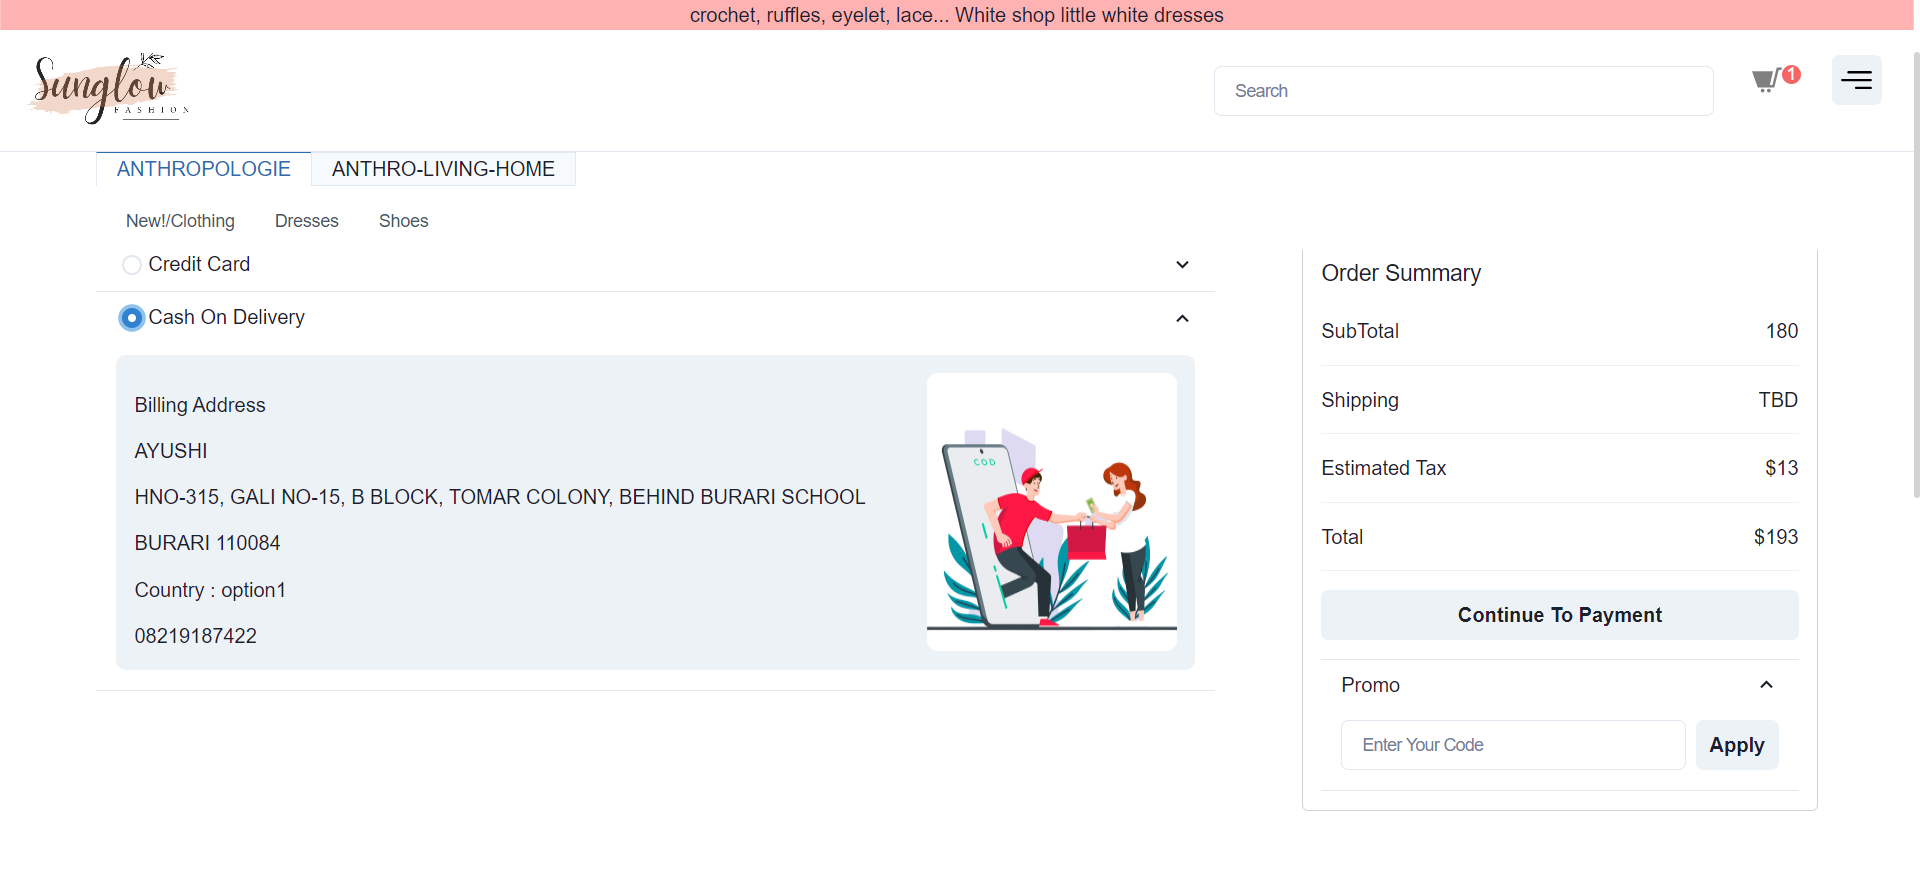 crochet, ruffles, eyelet, lace... White shop little white dresses
Sunglow
FASHION
Search
1
ANTHROPOLOGIE
ANTHRO-LIVING-HOME
New!/Clothing
Dresses
Shoes
Credit Card
Cash On Delivery
Billing Address
AYUSHI
HNO-315, GALI NO-15, B BLOCK, TOMAR COLONY, BEHIND BURARI SCHOOL
BURARI 110084
Country : option1
08219187422
COD
Order Summary
SubTotal 180
Shipping TBD
Estimated Tax $13
Total $193
Continue To Payment
Promo
Enter Your Code
Apply